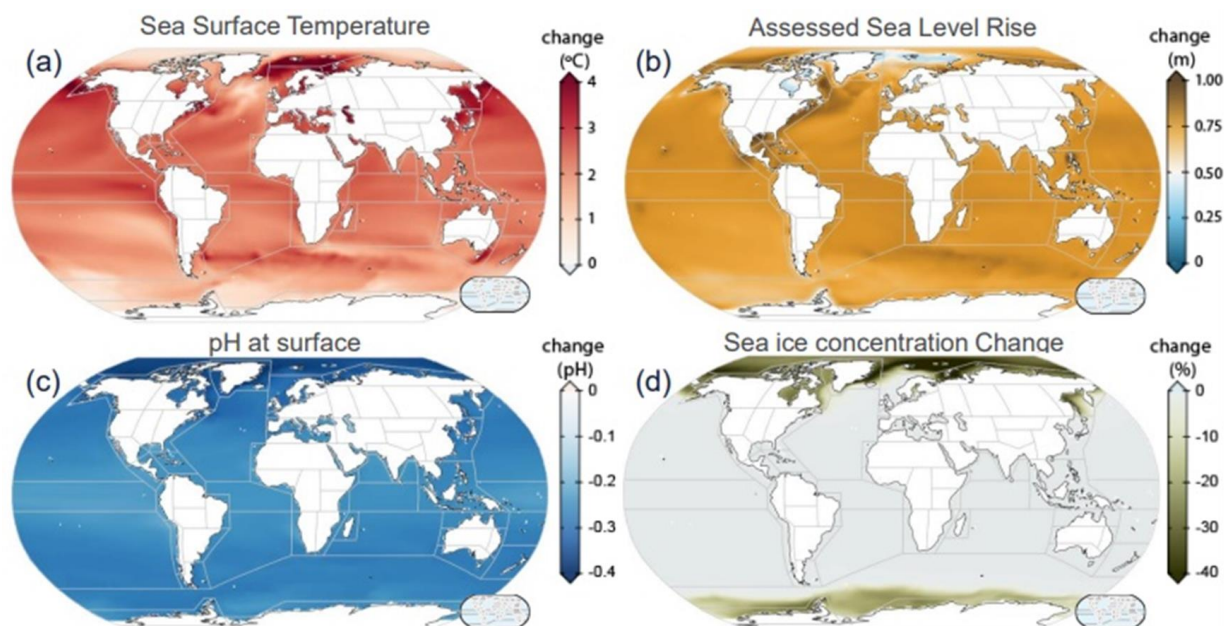 Sea Surface Temperature
(a)
change
(°C)
4
3
2
1
0
Assessed Sea Level Rise
(b)
change
(m)
1.00
0.75
0.50
0.25
0
pH at surface
(c)
change
(pH)
0
-0.1
-0.2
-0.3
-0.4
Sea ice concentration Change
(d)
change
(%)
0
-10
-20
-30
-40